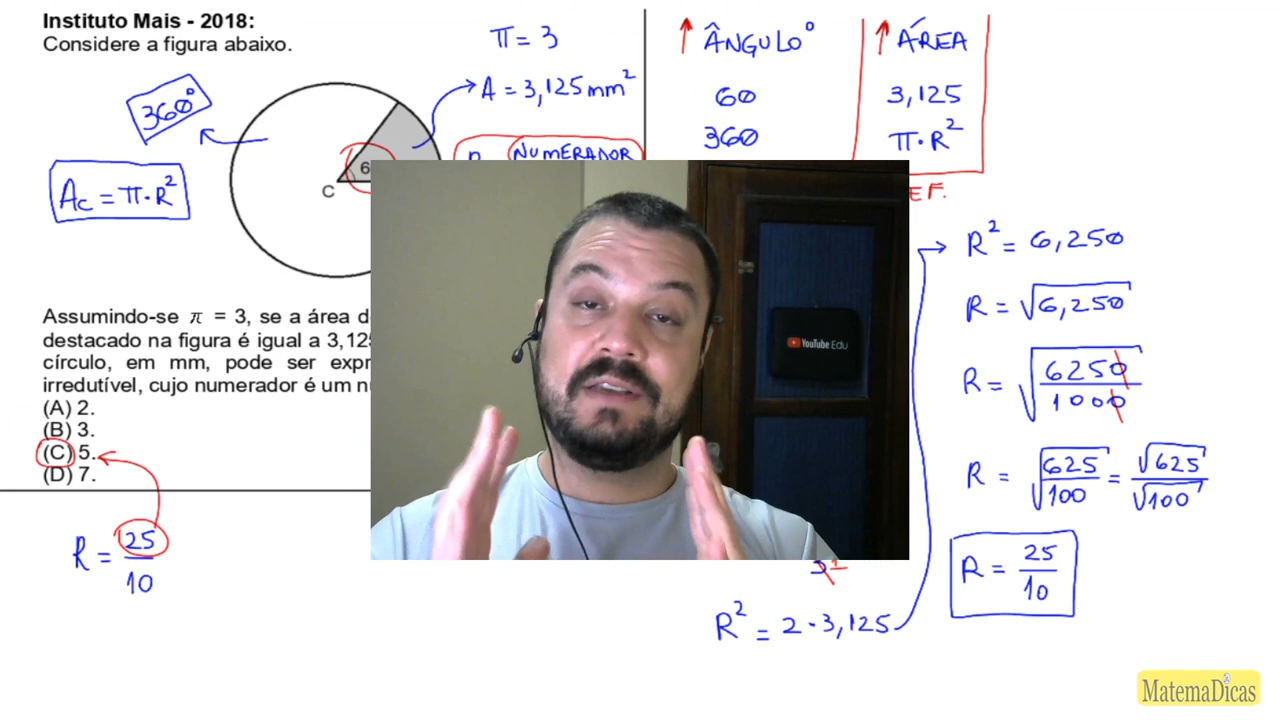 Instituto Mais - 2018:
Considere a figura abaixo.
360°
A_C = π·R²
C
6
π = 3
A = 3,125 mm²
NUMERADOR
Assumindo-se π = 3, se a área
destacado na figura é igual a
círculo, em mm, pode ser
irredutível, cujo numerador é um
(A) 2.
(B) 3.
(C) 5.
(D) 7.
R = 25/10
ÂNGULO°
ÁREA
60
3,125
360
π·R²
R² = 2·3,125
R² = 6,250
R = √6,250
R = √6250/1000
R = √625/100 = √625/√100
R = 25/10
YouTube Edu
MatemaDicas